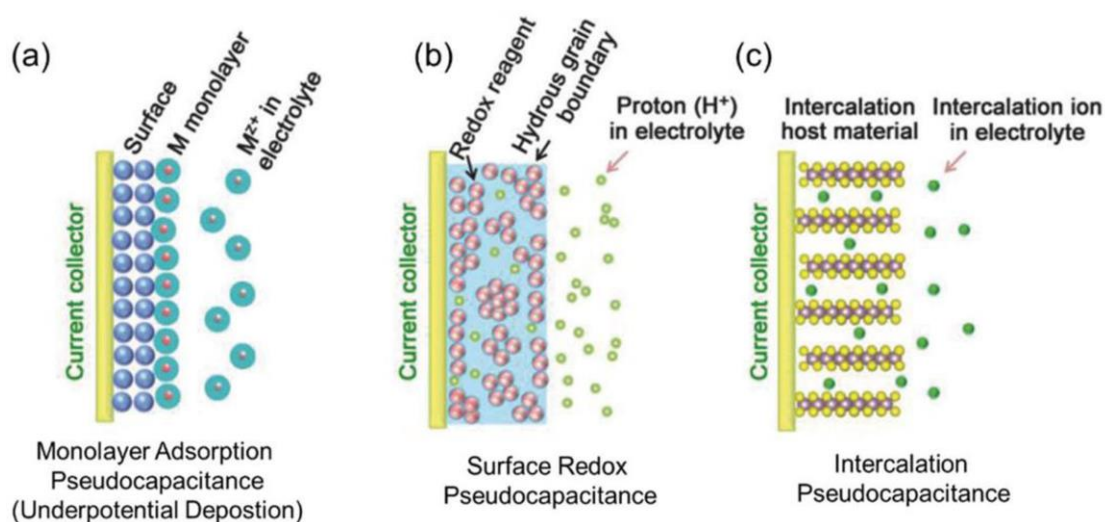 (a)
Surface
M monolayer
Mz+ in
electrolyte
Current collector
Monolayer Adsorption
Pseudocapacitance
(Underpotential Depostion)
(b)
Redox reagent
Hydrous grain
boundary
Proton (H+)
in electrolyte
Current collector
Surface Redox
Pseudocapacitance
(c)
Intercalation
host material
Intercalation ion
in electrolyte
Current collector
Intercalation
Pseudocapacitance